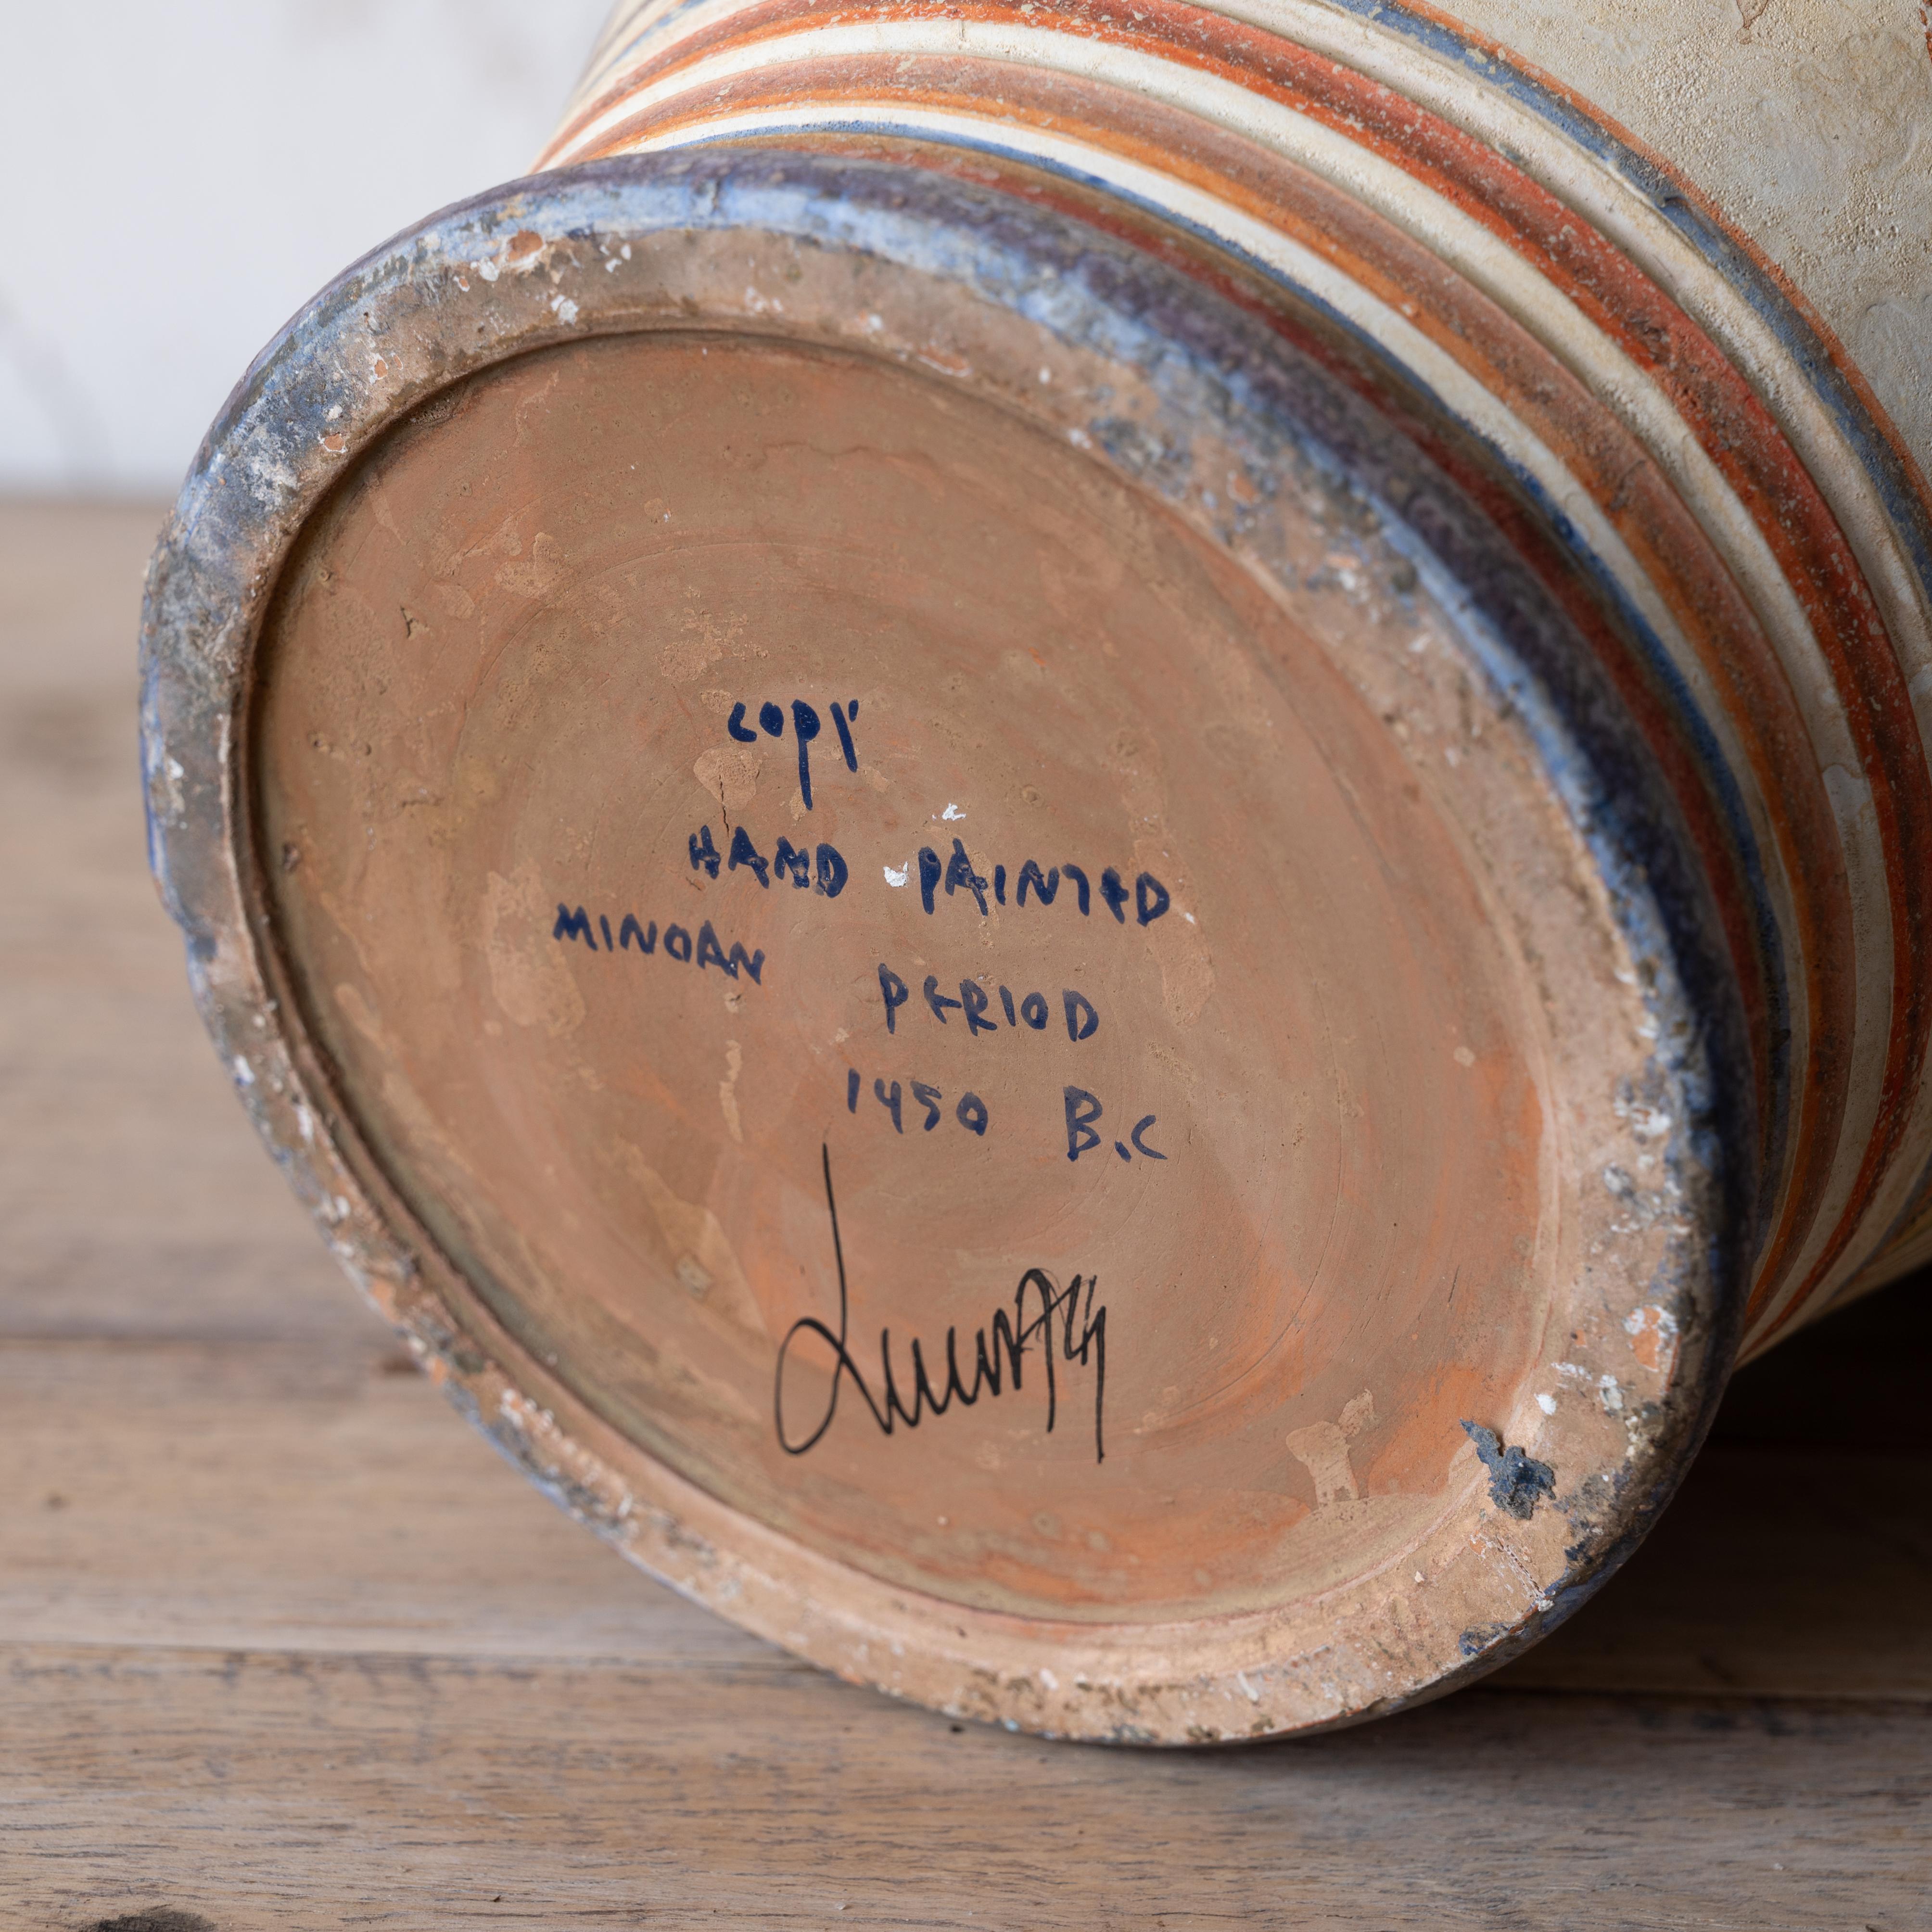 copy
HAND PAINTED
MINOAN PERIOD
1450 B.C